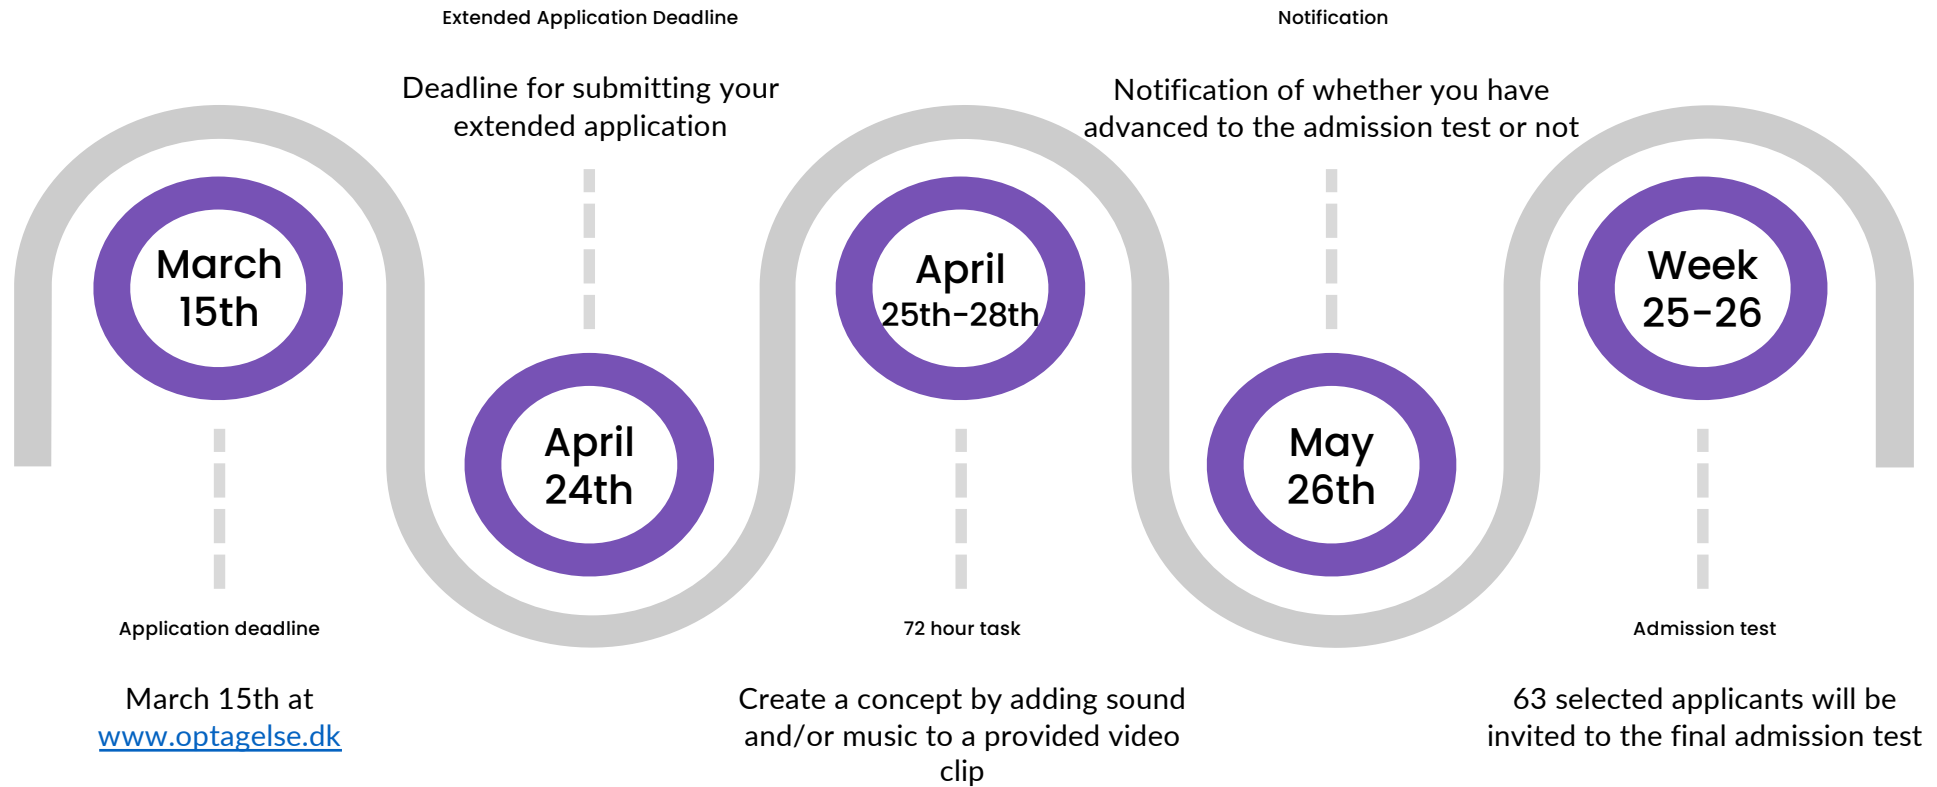 Extended Application Deadline
Notification
Deadline for submitting your
extended application
Notification of whether you have
advanced to the admission test or not
March
15th
April
24th
April
25th-28th
May
26th
Week
25-26
Application deadline
March 15th at
www.optagelse.dk
72 hour task
Create a concept by adding sound
and/or music to a provided video
clip
Admission test
63 selected applicants will be
invited to the final admission test